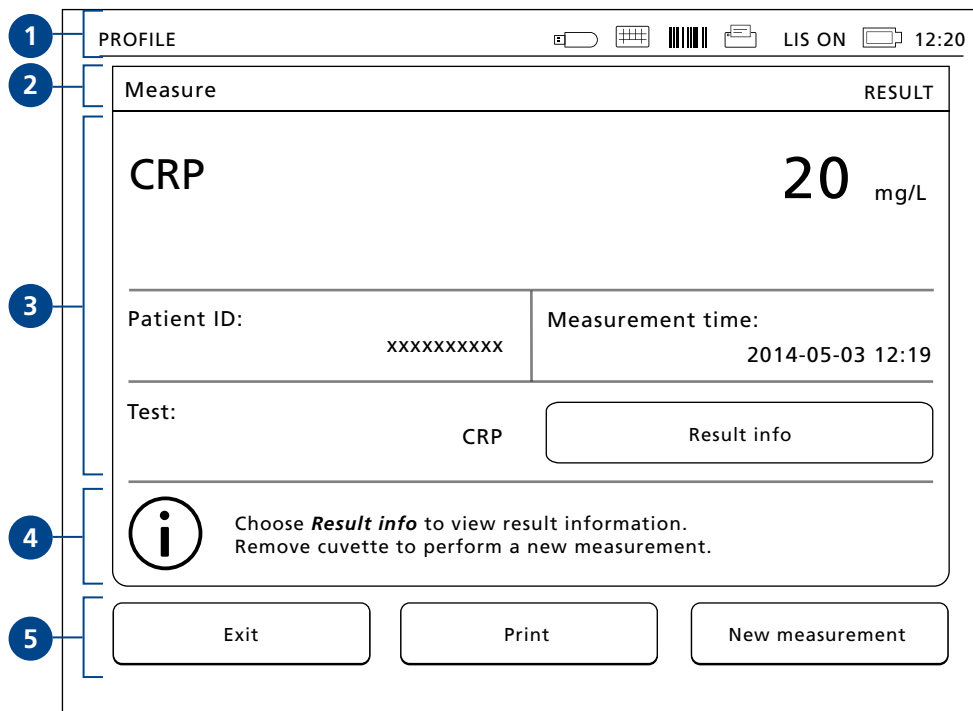 1 PROFILE LIS ON 12:20
2 Measure RESULT
3
CRP 20 mg/L
Patient ID: Measurement time:
xxxxxxxxxx 2014-05-03 12:19
Test:
CRP Result info
4
i Choose Result info to view result information.
Remove cuvette to perform a new measurement.
5 Exit Print New measurement